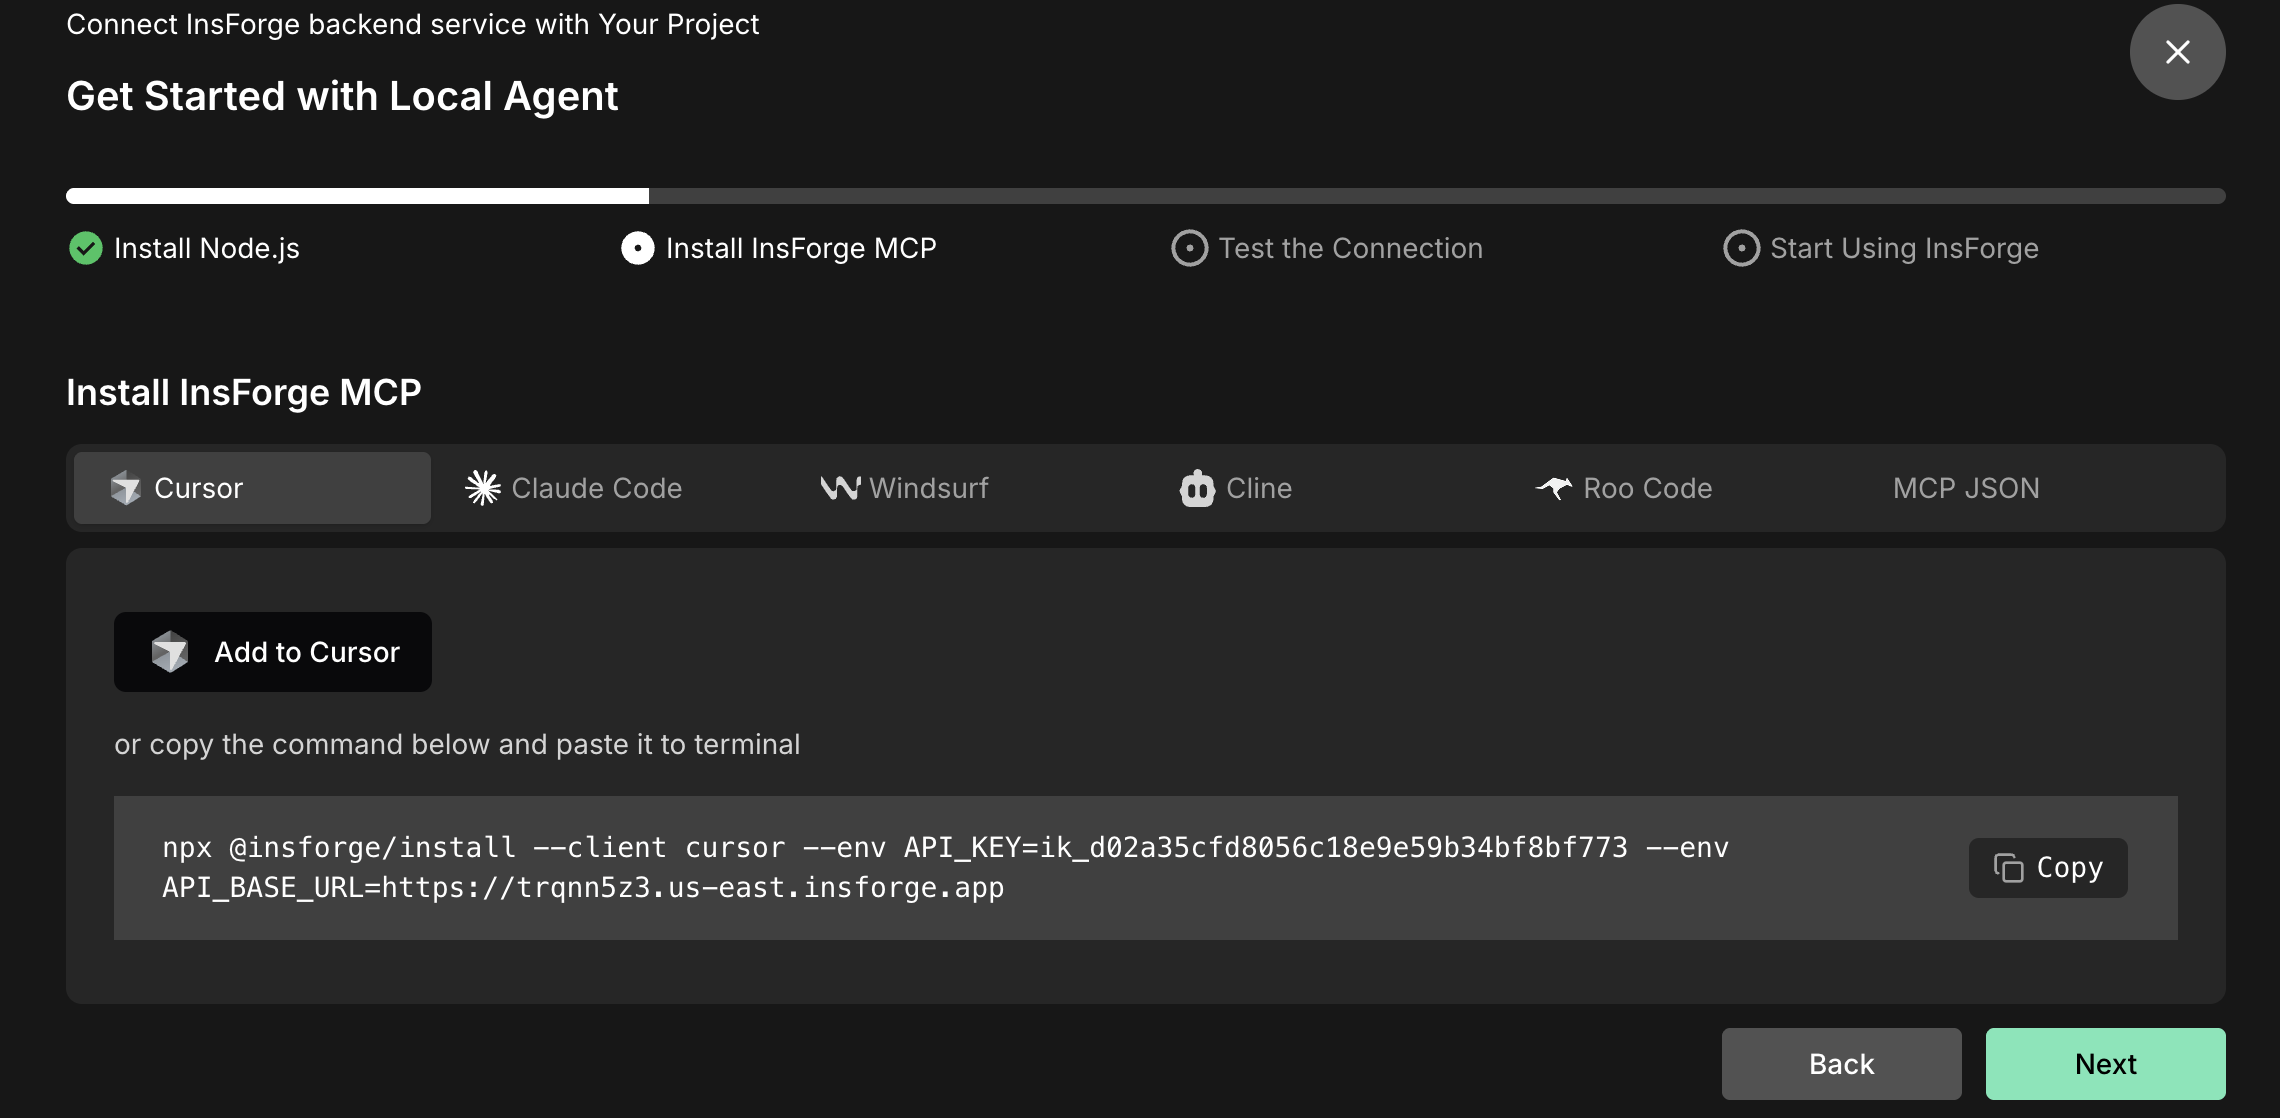 Connect InsForge backend service with Your Project
Get Started with Local Agent
Install Node.js
Install InsForge MCP
Test the Connection
Start Using InsForge
Install InsForge MCP
Cursor
Claude Code
Windsurf
Cline
Roo Code
MCP JSON
Add to Cursor
or copy the command below and paste it to terminal
npx @insforge/install --client cursor --env API_KEY=ik_d02a35cfd8056c18e9e59b34bf8bf773 --env
API_BASE_URL=https://trqnn5z3.us-east.insforge.app
Copy
Back
Next